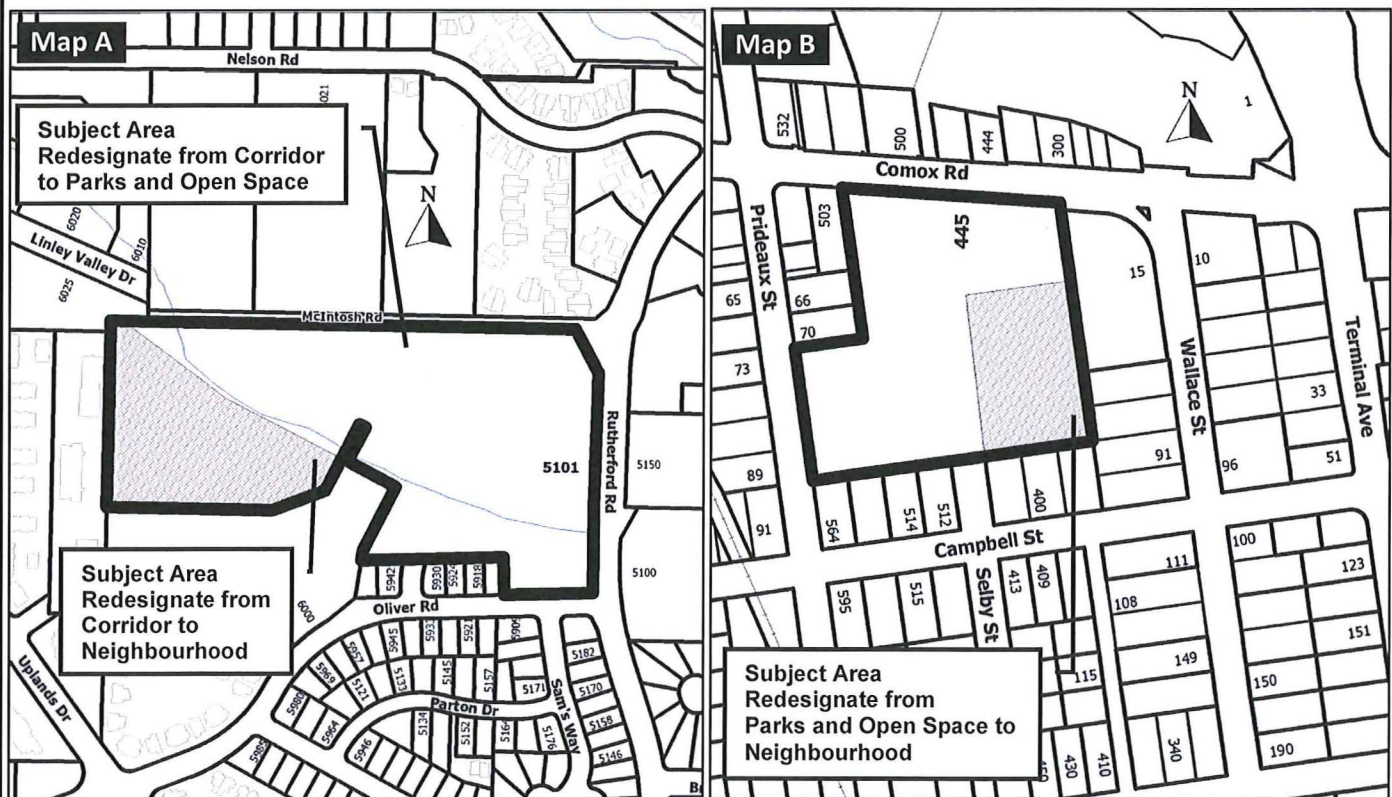 Map A
Nelson Rd
6021
Subject Area
Redesignate from Corridor
to Parks and Open Space
N
6020
6010
Linley Valley Dr
6025
McIntosh Rd
5101
Rutherford Rd
5150
5100
Subject Area
Redesignate from
Corridor to
Neighbourhood
6000
5942
5930
5924
5918
Oliver Rd
5957
5945
5933
5921
5909
5969
5121
5133
5145
5157
5171
5182
5170
5980
5964
5134
Parton Dr
5152
5164
5176
Sam's Way
5158
5146
5946
5985
Uplands Dr
Map B
N
1
532
500
444
300
Comox Rd
503
445
Prideaux St
65
66
70
73
89
91
15
10
Wallace St
Terminal Ave
33
51
91
96
564
514
512
400
Campbell St
595
515
Selby St
413
409
111
108
100
123
115
149
151
150
Subject Area
Redesignate from
Parks and Open Space to
Neighbourhood
430
410
340
190